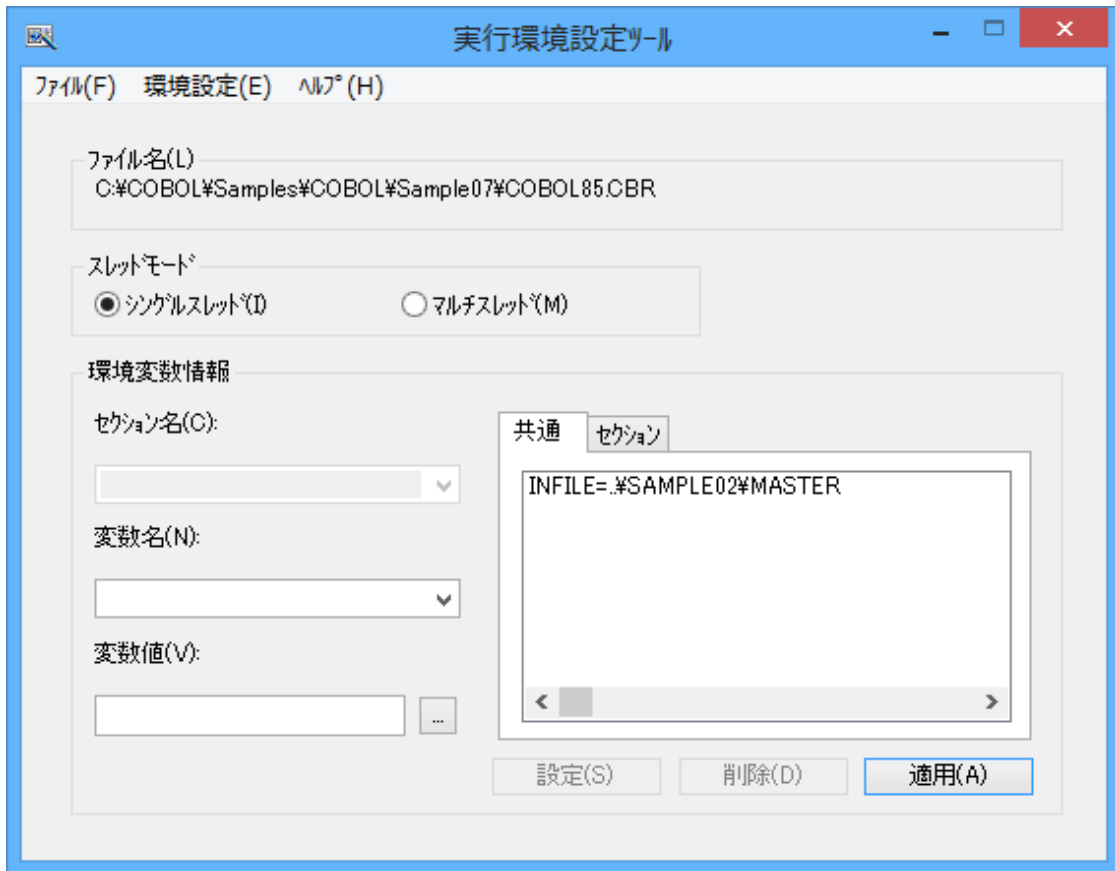 実行環境設定ﾂｰﾙ
ﾌｧｲﾙ(F) 環境設定(E) ﾍﾙﾌﾟ(H)
ﾌｧｲﾙ名(L)
C:¥COBOL¥Samples¥COBOL¥Sample07¥COBOL85.CBR
ｽﾚｯﾄﾞﾓｰﾄﾞ
ｼﾝｸﾞﾙｽﾚｯﾄﾞ(I) ﾏﾙﾁｽﾚｯﾄﾞ(M)
環境変数情報
ｾｸｼｮﾝ名(C):
共通 ｾｸｼｮﾝ
INFILE=..¥SAMPLE02¥MASTER
変数名(N):
変数値(V):
...
設定(S) 削除(D) 適用(A)